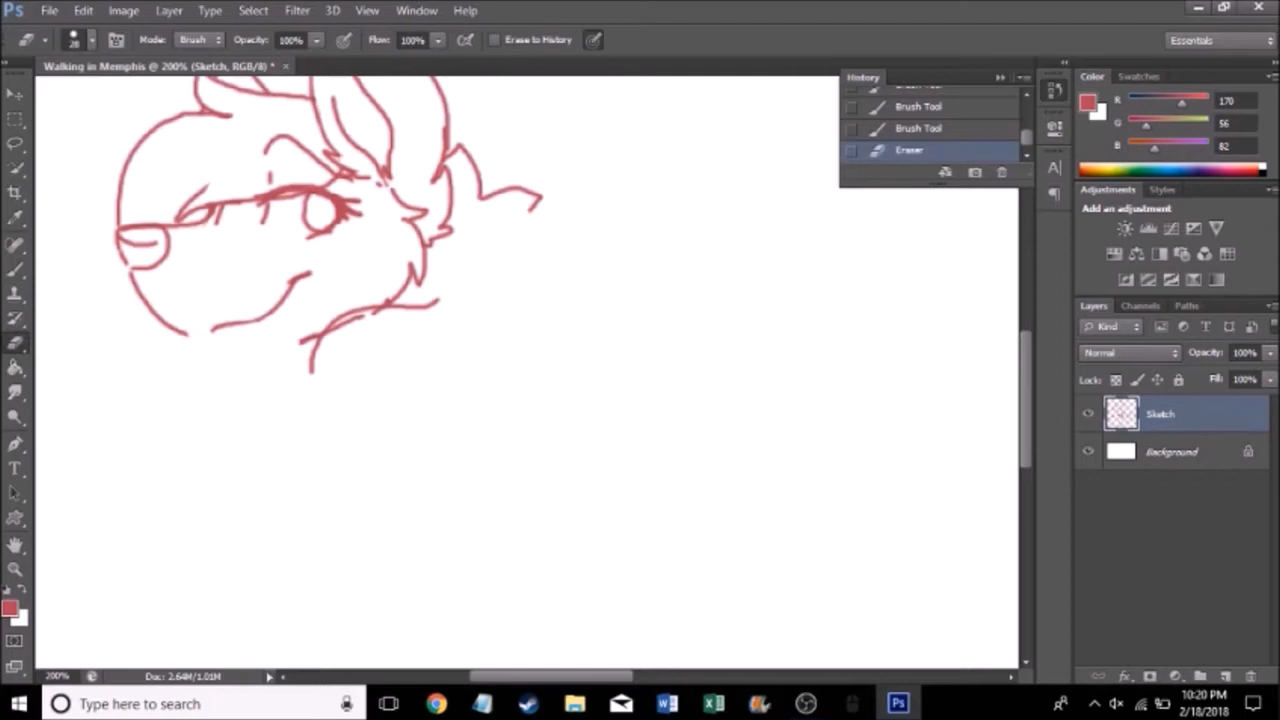 Ps File Edit Image Layer Type Select Filter 3D View Window Help
20 Mode: Brush Opacity: 100% Flow: 100% Erase to History Essentials
Walking in Memphis @ 200% (Sketch, RGB/8) * ×
History
Brush Tool
Brush Tool
Eraser
Color Swatches
R 170
G 56
B 82
Adjustments Styles
Add an adjustment
Layers Channels Paths
Kind
Normal Opacity: 100%
Lock: Fill: 100%
Sketch
Background
200% Doc: 2.64M/1.01M
Type here to search
Ps
10:20 PM
2/18/2018